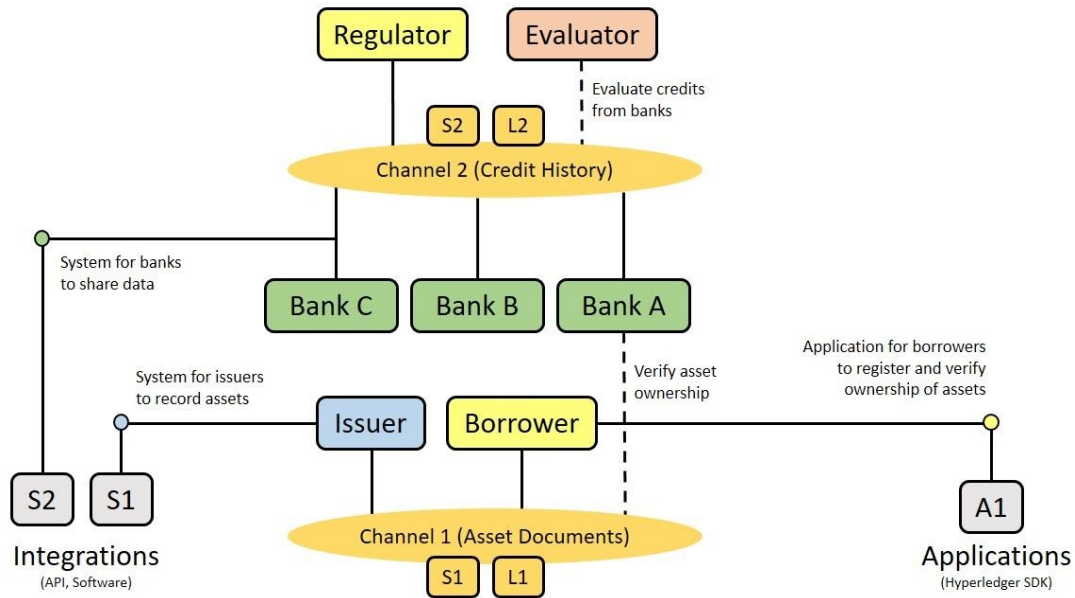 Regulator
Evaluator
Evaluate credits
from banks
S2
L2
Channel 2 (Credit History)
System for banks
to share data
Bank C
Bank B
Bank A
Application for borrowers
to register and verify
ownership of assets
System for issuers
to record assets
Verify asset
ownership
Issuer
Borrower
S2
S1
A1
Channel 1 (Asset Documents)
Integrations
(API, Software)
S1
L1
Applications
(Hyperledger SDK)